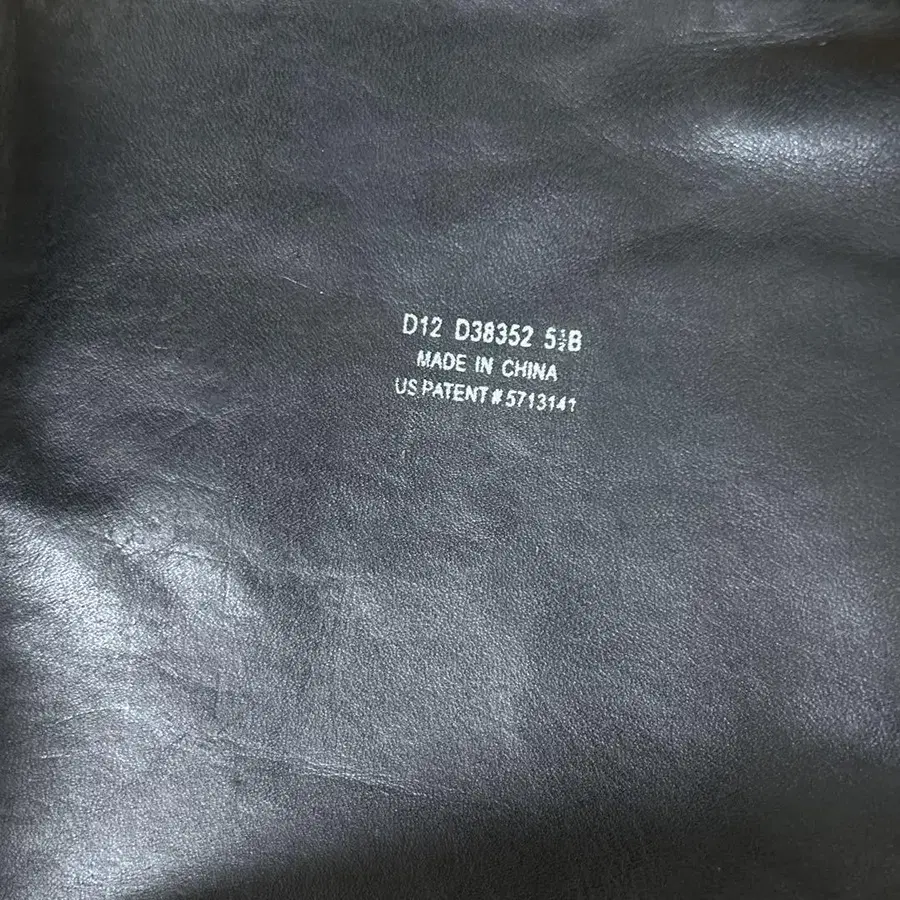 D12 D38352 5½B
MADE IN CHINA
US PATENT # 5713141